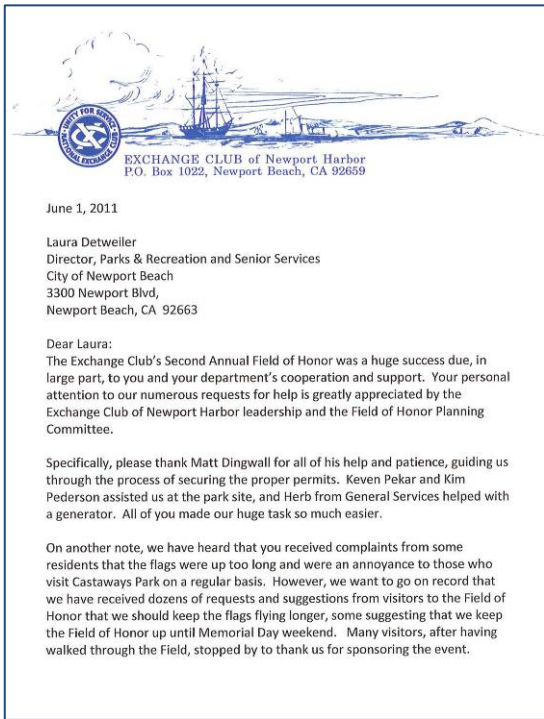 UNITY FOR SERVICE
NATIONAL EXCHANGE CLUB
EXCHANGE CLUB of Newport Harbor
P.O. Box 1022, Newport Beach, CA 92659
June 1, 2011
Laura Detweiler
Director, Parks & Recreation and Senior Services
City of Newport Beach
3300 Newport Blvd,
Newport Beach, CA  92663
Dear Laura:
The Exchange Club's Second Annual Field of Honor was a huge success due, in
large part, to you and your department's cooperation and support.  Your personal
attention to our numerous requests for help is greatly appreciated by the
Exchange Club of Newport Harbor leadership and the Field of Honor Planning
Committee.
Specifically, please thank Matt Dingwall for all of his help and patience, guiding us
through the process of securing the proper permits.  Keven Pekar and Kim
Pederson assisted us at the park site, and Herb from General Services helped with
a generator.  All of you made our huge task so much easier.
On another note, we have heard that you received complaints from some
residents that the flags were up too long and were an annoyance to those who
visit Castaways Park on a regular basis.  However, we want to go on record that
we have received dozens of requests and suggestions from visitors to the Field of
Honor that we should keep the flags flying longer, some suggesting that we keep
the Field of Honor up until Memorial Day weekend.   Many visitors, after having
walked through the Field, stopped by to thank us for sponsoring the event.